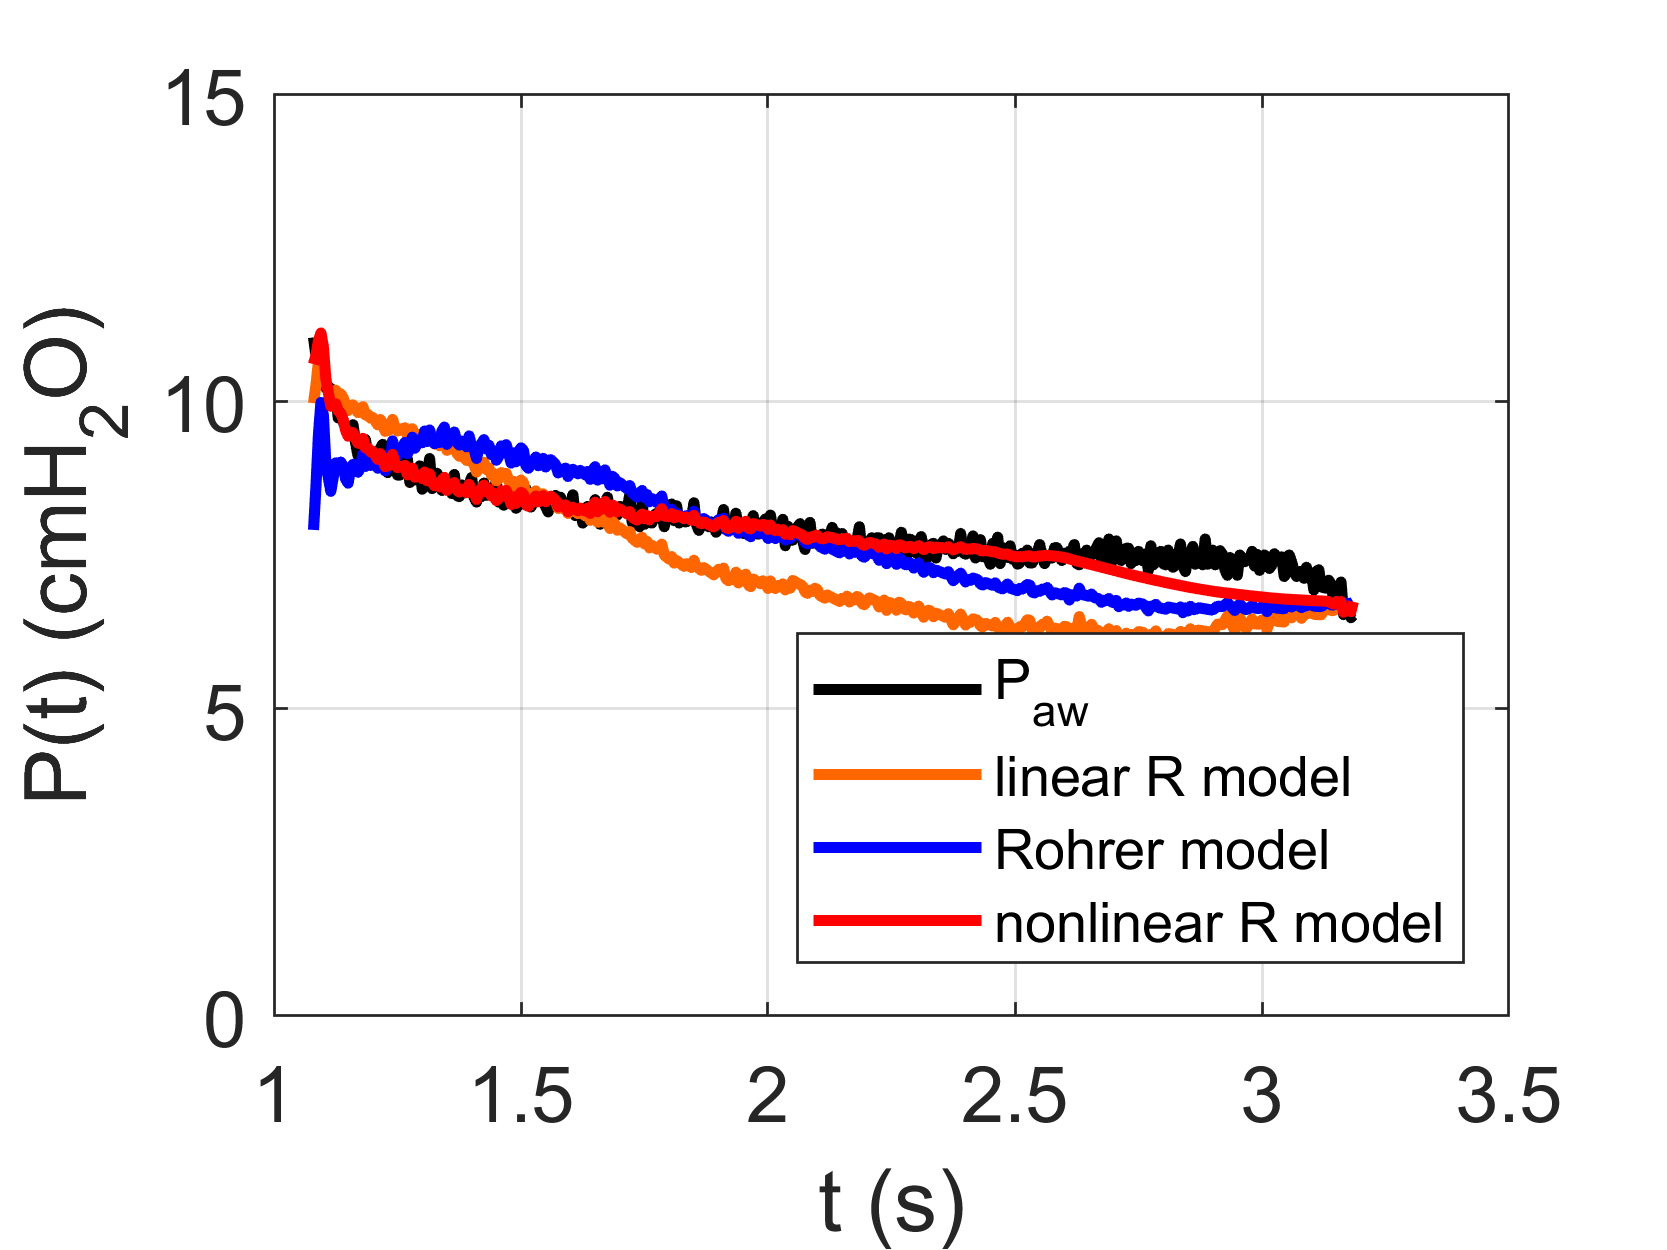 15
10
5
0
P(t) (cmH2O)
1 1.5 2 2.5 3 3.5
t (s)
Paw
linear R model
Rohrer model
nonlinear R model